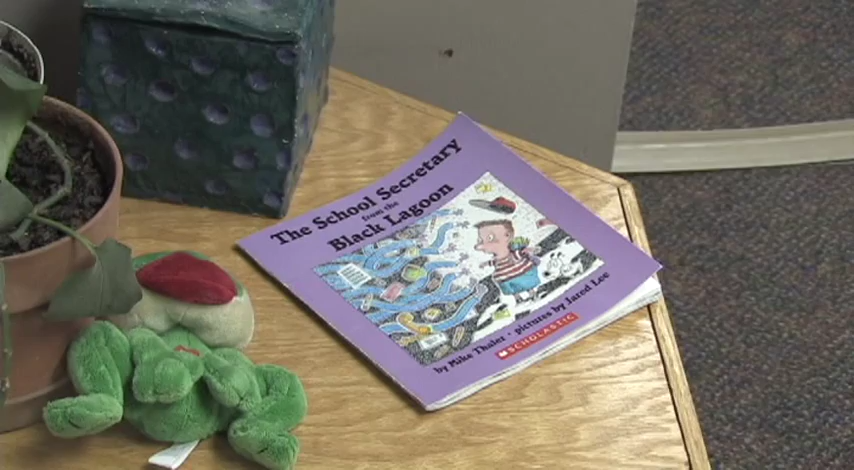 The School Secretary
from the
Black Lagoon
by Mike Thaler • pictures by Jared Lee
SCHOLASTIC